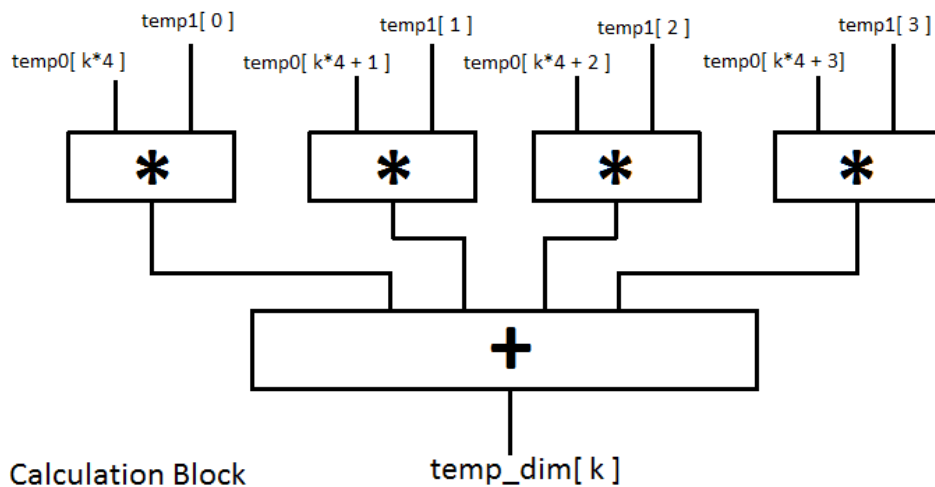 temp1[ 0 ]
temp1[ 1 ]
temp1[ 2 ]
temp1[ 3 ]
temp0[ k*4 ]
temp0[ k*4 + 1 ]
temp0[ k*4 + 2 ]
temp0[ k*4 + 3]
* * * *
+
Calculation Block
temp_dim[ k ]